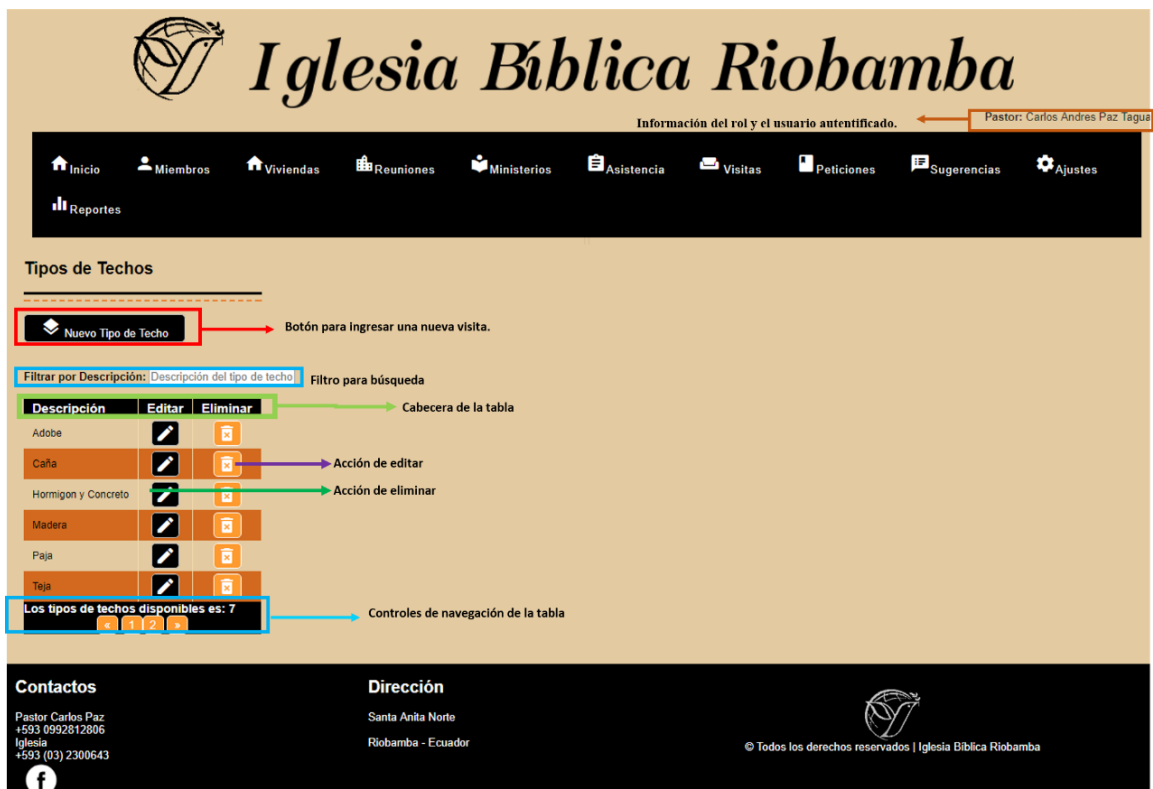 Iglesia Bíblica Riobamba
Información del rol y el usuario autentificado.
Pastor: Carlos Andres Paz Tagua
Inicio Miembros Viviendas Reuniones Ministerios Asistencia Visitas Peticiones Sugerencias Ajustes
Reportes
Tipos de Techos
Nuevo Tipo de Techo
Botón para ingresar una nueva visita.
Filtrar por Descripción: Descripción del tipo de techo
Filtro para búsqueda
Descripción Editar Eliminar
Cabecera de la tabla
Adobe
Caña
Acción de editar
Hormigon y Concreto
Acción de eliminar
Madera
Paja
Teja
Los tipos de techos disponibles es: 7
« 1 2 »
Controles de navegación de la tabla
Contactos
Pastor Carlos Paz
+593 0992812806
Iglesia
+593 (03) 2300643
Dirección
Santa Anita Norte
Riobamba - Ecuador
© Todos los derechos reservados | Iglesia Bíblica Riobamba